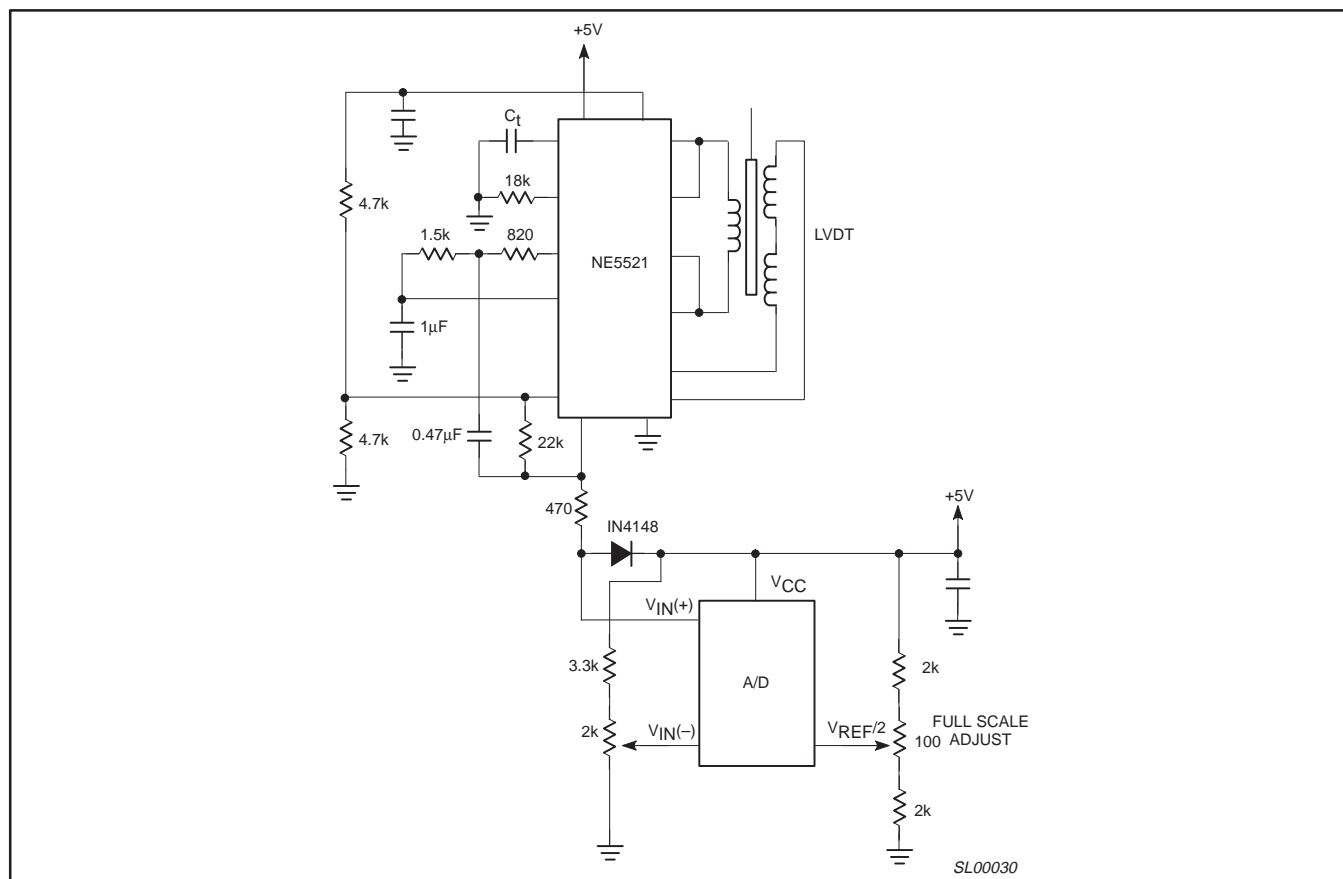 +5V
Ct
18k
4.7k
1.5k
820
NE5521
LVDT
1μF
4.7k
0.47μF
22k
470
+5V
IN4148
VCC
VIN(+)
3.3k
2k
A/D
2k
VIN(–)
VREF/2
100
FULL SCALE
ADJUST
2k
SL00030